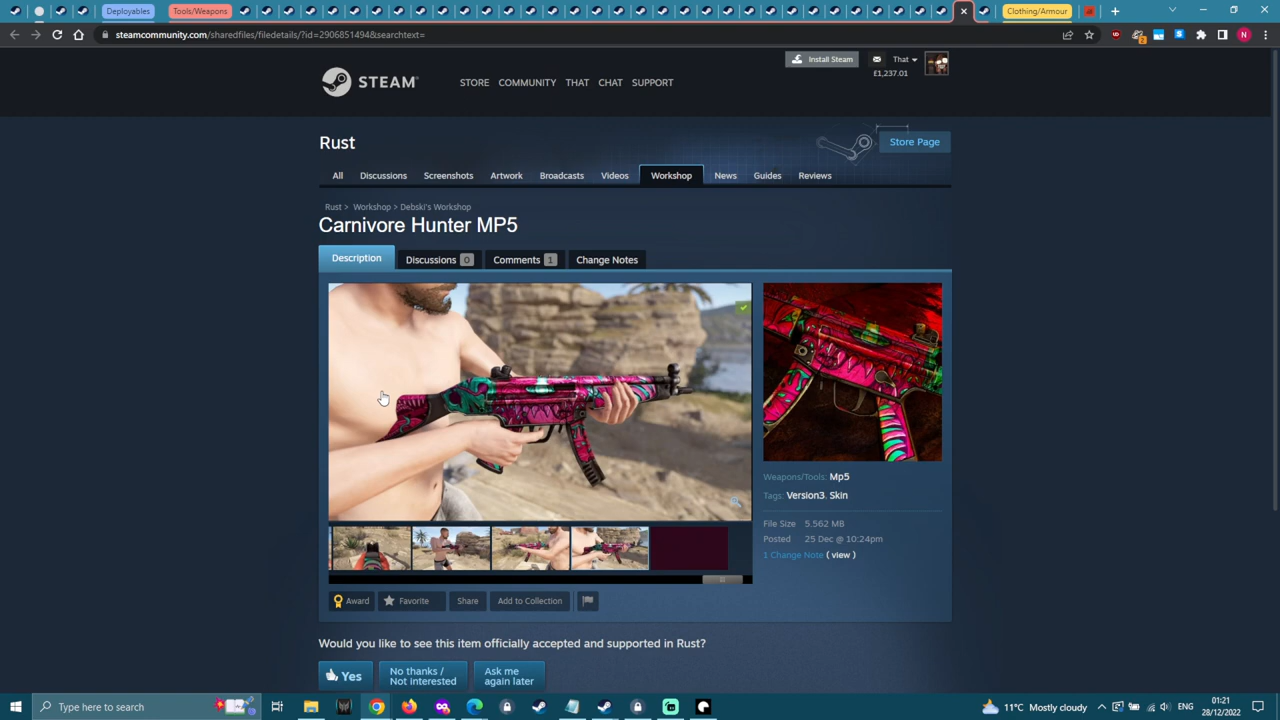 Deployables
Tools/Weapons
Clothing/Armour
steamcommunity.com/sharedfiles/filedetails/?id=2906851494&searchtext=
N
2
Install Steam
That
£1,237.01
STEAM
STORE COMMUNITY THAT CHAT SUPPORT
Rust
Store Page
All Discussions Screenshots Artwork Broadcasts Videos Workshop News Guides Reviews
Rust > Workshop > Debski's Workshop
Carnivore Hunter MP5
Description Discussions 0 Comments 1 Change Notes
Weapons/Tools: Mp5
Tags: Version3, Skin
File Size 5.562 MB
Posted 25 Dec @ 10:24pm
1 Change Note ( view )
Award Favorite Share Add to Collection
Would you like to see this item officially accepted and supported in Rust?
Yes
No thanks /
Not interested
Ask me
again later
Type here to search
11°C Mostly cloudy
ENG
01:21
28/12/2022